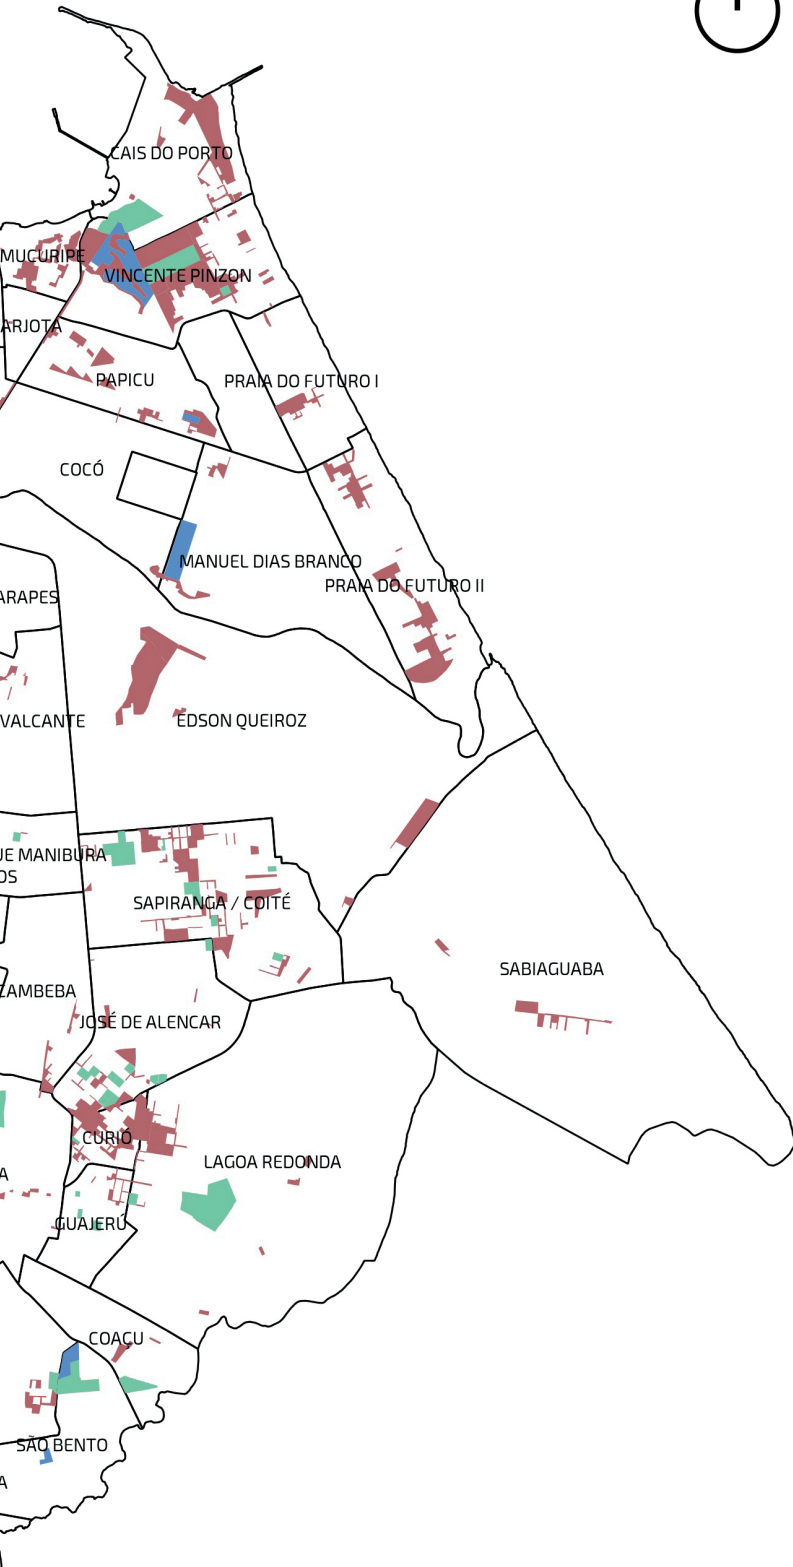 CAIS DO PORTO
MUCURIPE
VINCENTE PINZON
ARJOTA
PAPICU
PRAIA DO FUTURO I
COCÓ
MANUEL DIAS BRANCO
PRAIA DO FUTURO II
ARAPES
VALCANTE
EDSON QUEIROZ
UE MANIBURA
OS
SAPIRANGA / COITÉ
SABIAGUABA
ZAMBEBA
JOSÉ DE ALENCAR
CURIÓ
LAGOA REDONDA
A
GUAJERÚ
COAÇU
SÃO BENTO
A